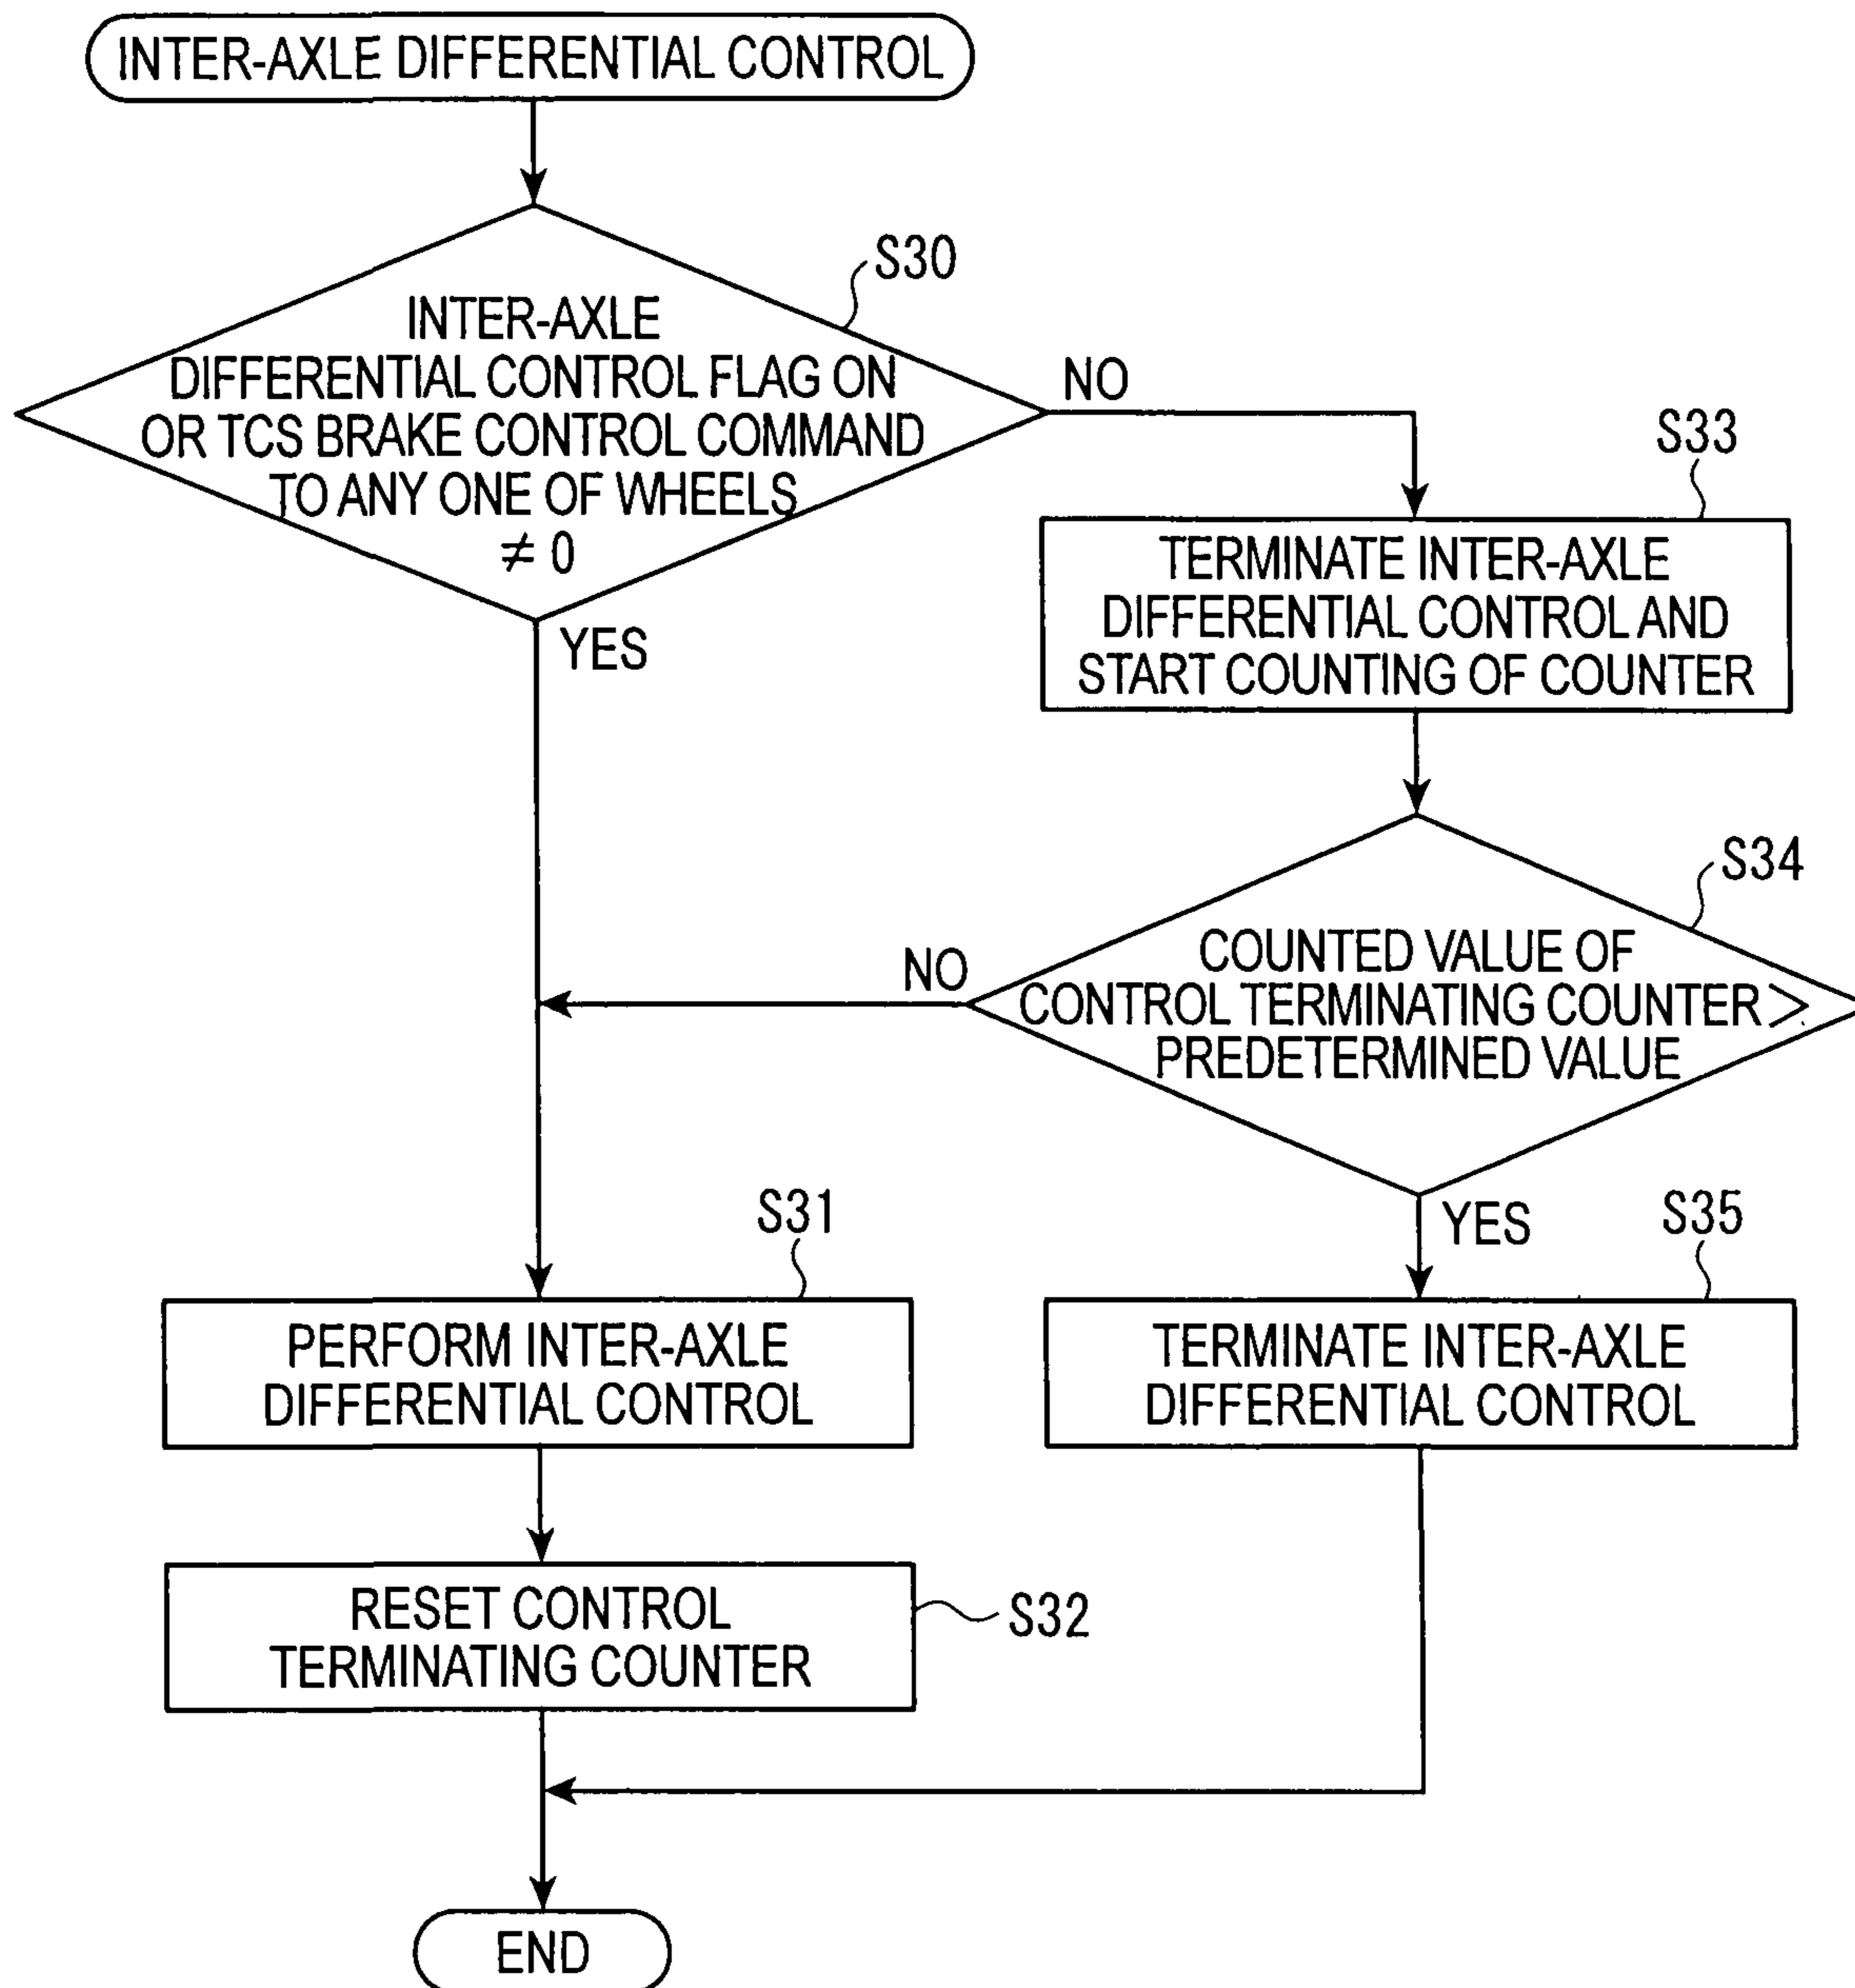 INTER-AXLE DIFFERENTIAL CONTROL
S30
INTER-AXLE
DIFFERENTIAL CONTROL FLAG ON
OR TCS BRAKE CONTROL COMMAND
TO ANY ONE OF WHEELS
≠ 0
NO
YES
S33
TERMINATE INTER-AXLE
DIFFERENTIAL CONTROL AND
START COUNTING OF COUNTER
S34
COUNTED VALUE OF
CONTROL TERMINATING COUNTER >
PREDETERMINED VALUE
NO
YES
S31
PERFORM INTER-AXLE
DIFFERENTIAL CONTROL
S35
TERMINATE INTER-AXLE
DIFFERENTIAL CONTROL
RESET CONTROL
TERMINATING COUNTER
S32
END